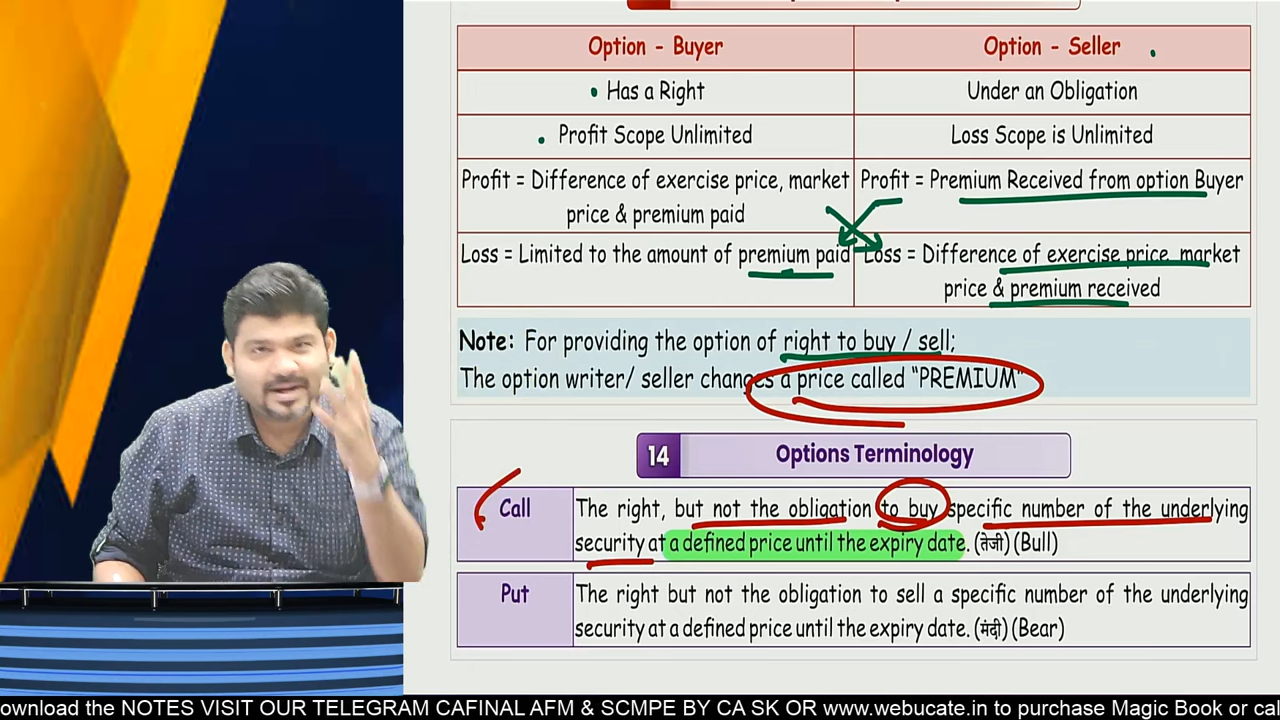 Option - Buyer
Option - Seller
Has a Right
Under an Obligation
Profit Scope Unlimited
Loss Scope is Unlimited
Profit = Difference of exercise price, market
price & premium paid
Profit = Premium Received from option Buyer
Loss = Limited to the amount of premium paid
Loss = Difference of exercise price, market
price & premium received
Note: For providing the option of right to buy / sell;
The option writer/ seller changes a price called “PREMIUM”
14
Options Terminology
Call
The right, but not the obligation to buy specific number of the underlying
security at a defined price until the expiry date. (तेजी) (Bull)
Put
The right but not the obligation to sell a specific number of the underlying
security at a defined price until the expiry date. (मंदी) (Bear)
ownload the NOTES VISIT OUR TELEGRAM CAFINAL AFM & SCMPE BY CA SK OR www.webucate.in to purchase Magic Book or cal